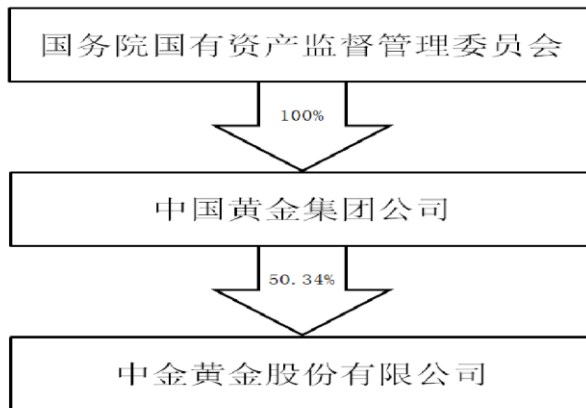 国务院国有资产监督管理委员会
100%
中国黄金集团公司
50.34%
中金黄金股份有限公司